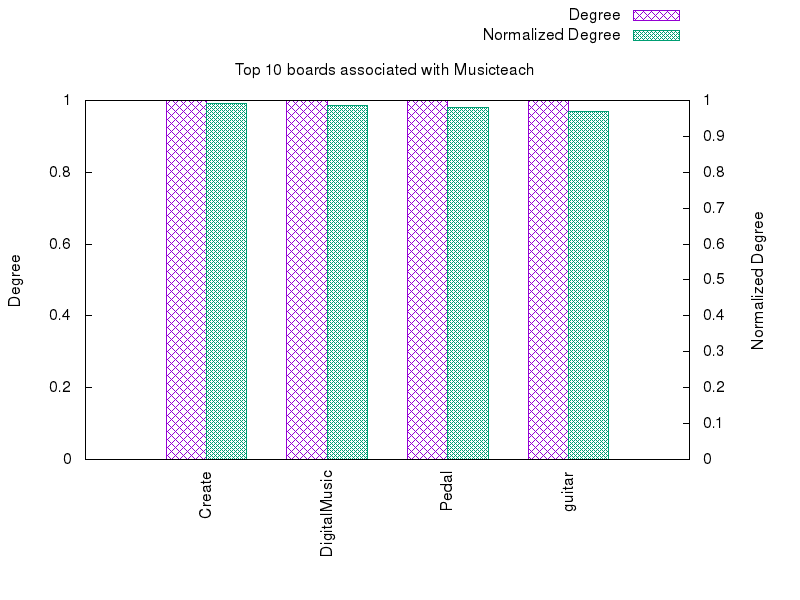 Degree
Normalized Degree
Top 10 boards associated with Musicteach
1
0.8
0.6
0.4
0.2
0
1
0.9
0.8
0.7
0.6
0.5
0.4
0.3
0.2
0.1
0
Degree
Normalized Degree
Create
DigitalMusic
Pedal
guitar